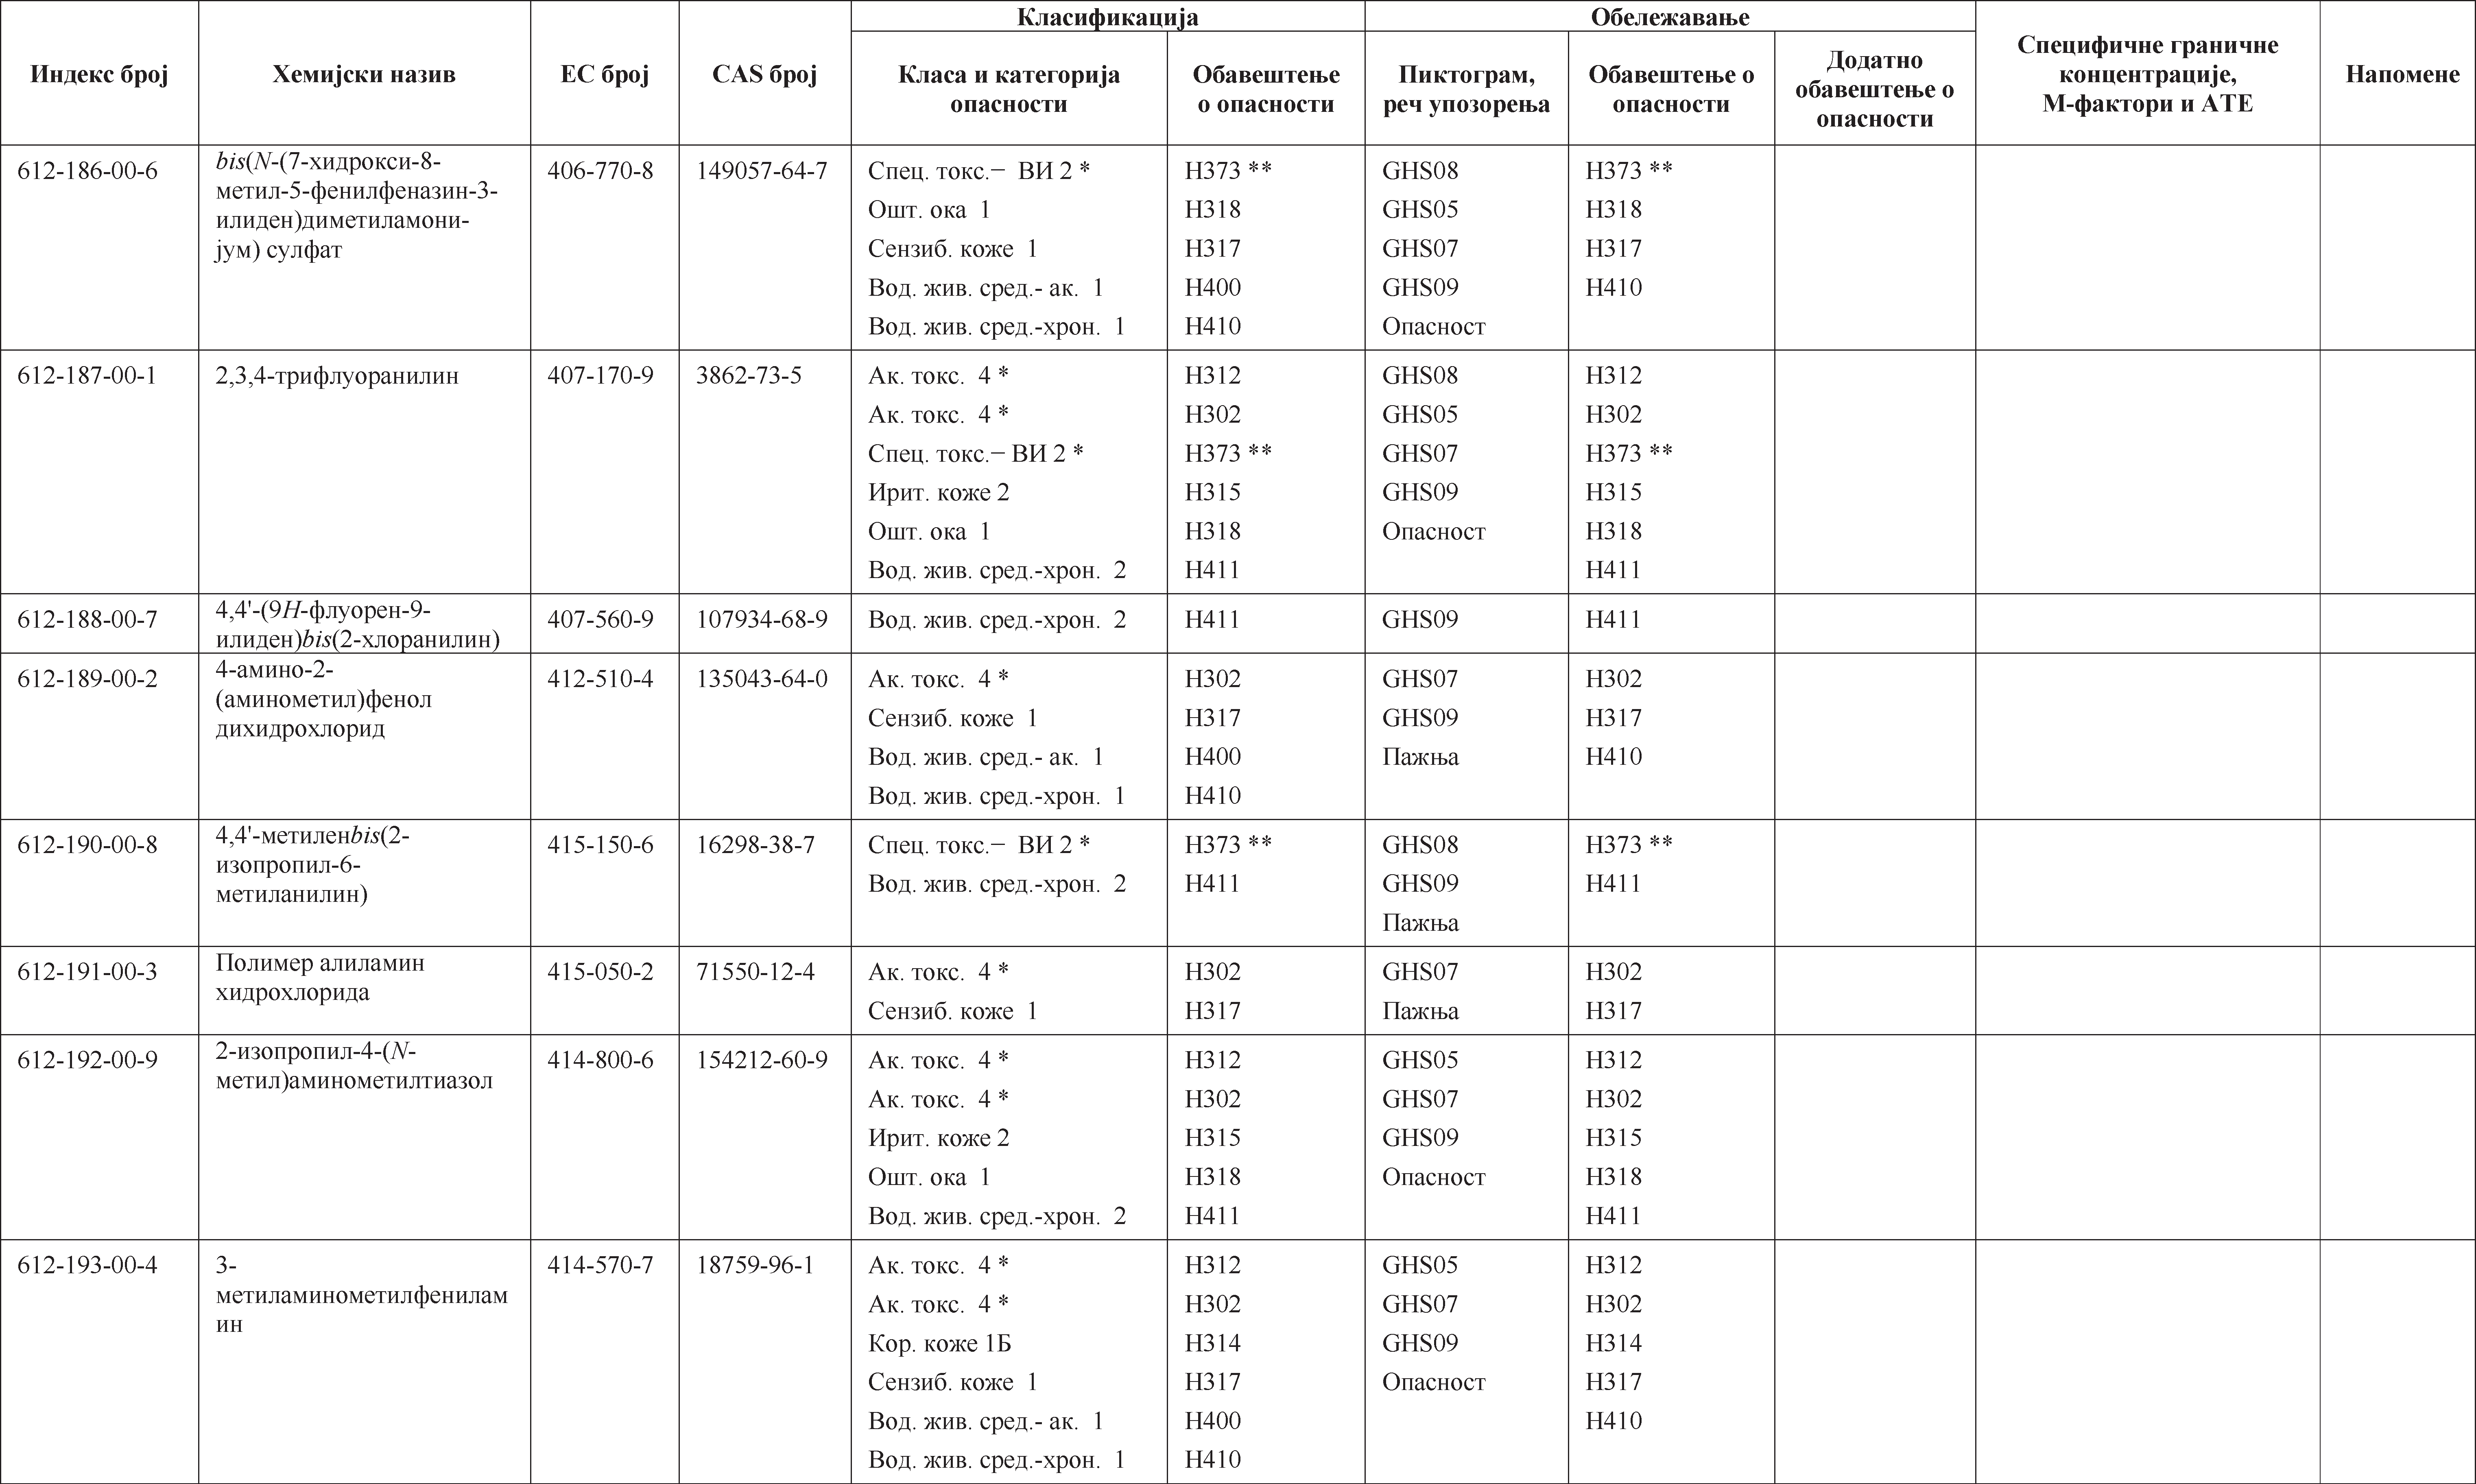 Индекс број
Хемијски назив
ЕС број
CAS број
Класификација
Обележавање
Специфичне граничне
концентрације,
М-фактори и АТЕ
Напомене
Класа и категорија
опасности
Обавештење
о опасности
Пиктограм,
реч упозорења
Обавештење о
опасности
Додатно
обавештење о
опасности
612-186-00-6
bis(N-(7-хидрокси-8-
метил-5-фенилфеназин-3-
илиден)диметиламони-
јум) сулфат
406-770-8
149057-64-7
Спец. токс.− ВИ 2 *
Ошт. ока 1
Сензиб. коже 1
Вод. жив. сред.- ак. 1
Вод. жив. сред.-хрон. 1
H373 **
H318
H317
H400
H410
GHS08
GHS05
GHS07
GHS09
Опасност
H373 **
H318
H317
H410
612-187-00-1
2,3,4-трифлуоранилин
407-170-9
3862-73-5
Ак. токс. 4 *
Ак. токс. 4 *
Спец. токс.− ВИ 2 *
Ирит. коже 2
Ошт. ока 1
Вод. жив. сред.-хрон. 2
H312
H302
H373 **
H315
H318
H411
GHS08
GHS05
GHS07
GHS09
Опасност
H312
H302
H373 **
H315
H318
H411
612-188-00-7
4,4'-(9H-флуорен-9-
илиден)bis(2-хлоранилин)
407-560-9
107934-68-9
Вод. жив. сред.-хрон. 2
H411
GHS09
H411
612-189-00-2
4-амино-2-
(аминометил)фенол
дихидрохлорид
412-510-4
135043-64-0
Ак. токс. 4 *
Сензиб. коже 1
Вод. жив. сред.- ак. 1
Вод. жив. сред.-хрон. 1
H302
H317
H400
H410
GHS07
GHS09
Пажња
H302
H317
H410
612-190-00-8
4,4'-метиленbis(2-
изопропил-6-
метиланилин)
415-150-6
16298-38-7
Спец. токс.− ВИ 2 *
Вод. жив. сред.-хрон. 2
H373 **
H411
GHS08
GHS09
Пажња
H373 **
H411
612-191-00-3
Полимер алиламин
хидрохлорида
415-050-2
71550-12-4
Ак. токс. 4 *
Сензиб. коже 1
H302
H317
GHS07
Пажња
H302
H317
612-192-00-9
2-изопропил-4-(N-
метил)аминометилтиазол
414-800-6
154212-60-9
Ак. токс. 4 *
Ак. токс. 4 *
Ирит. коже 2
Ошт. ока 1
Вод. жив. сред.-хрон. 2
H312
H302
H315
H318
H411
GHS05
GHS07
GHS09
Опасност
H312
H302
H315
H318
H411
612-193-00-4
3-
метиламинометилфенилам
ин
414-570-7
18759-96-1
Ак. токс. 4 *
Ак. токс. 4 *
Кор. коже 1Б
Сензиб. коже 1
Вод. жив. сред.- ак. 1
Вод. жив. сред.-хрон. 1
H312
H302
H314
H317
H400
H410
GHS05
GHS07
GHS09
Опасност
H312
H302
H314
H317
H410